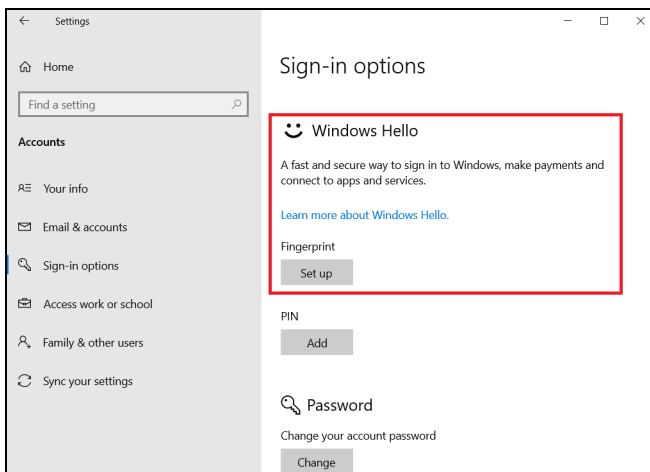 Settings
Home
Find a setting
Accounts
Your info
Email & accounts
Sign-in options
Access work or school
Family & other users
Sync your settings
Sign-in options
Windows Hello
A fast and secure way to sign in to Windows, make payments and
connect to apps and services.
Learn more about Windows Hello.
Fingerprint
Set up
PIN
Add
Password
Change your account password
Change